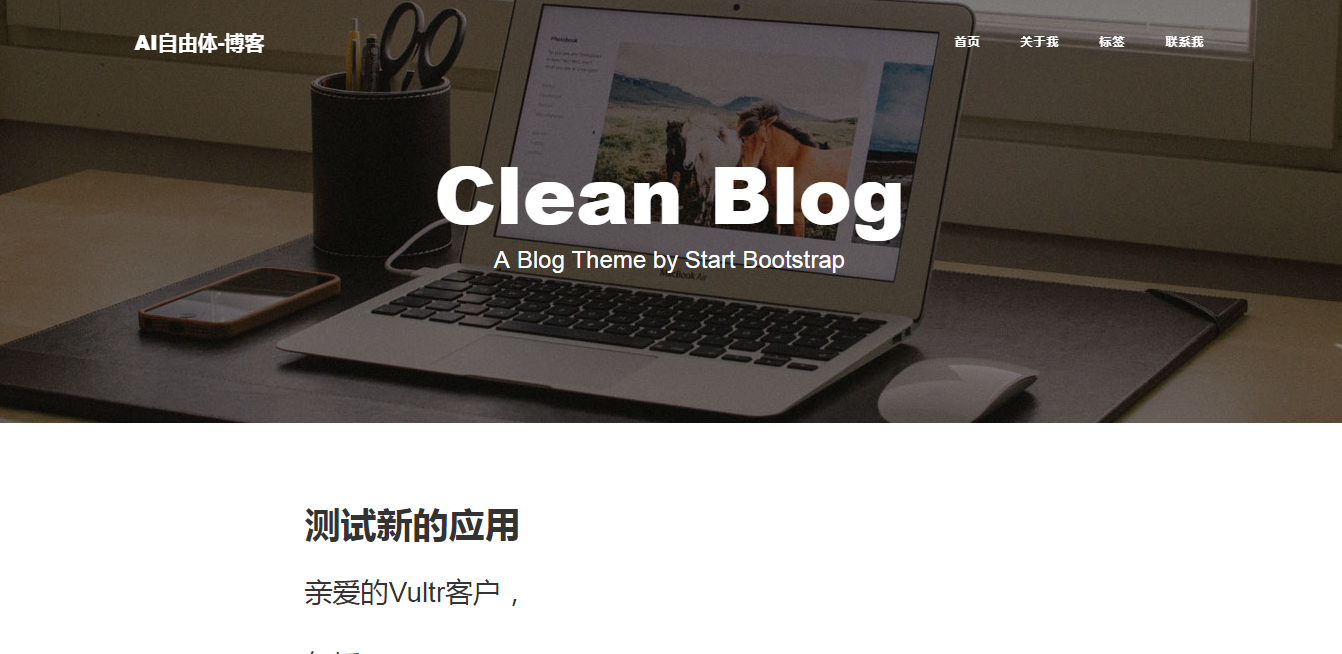 AI自由体-博客
首页 关于我 标签 联系我
Clean Blog
A Blog Theme by Start Bootstrap
MacBook Air
测试新的应用
亲爱的Vultr客户，